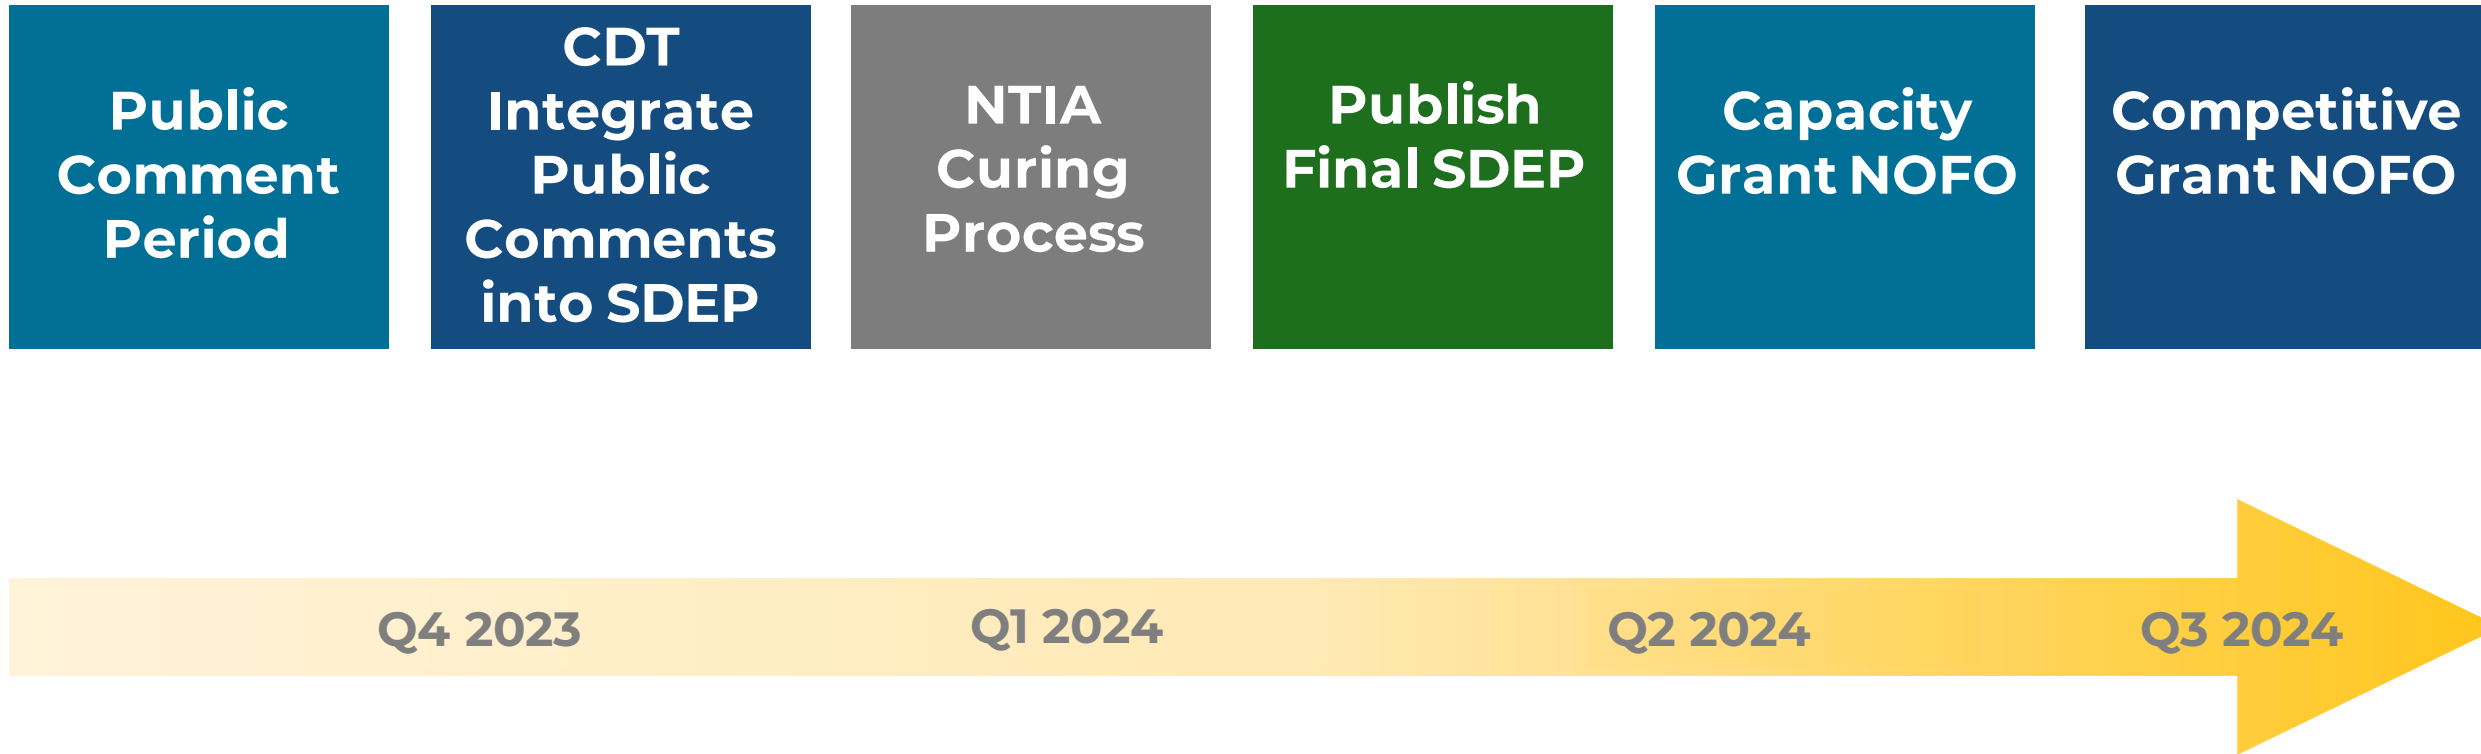 Public
Comment
Period
CDT
Integrate
Public
Comments
into SDEP
NTIA
Curing
Process
Publish
Final SDEP
Capacity
Grant NOFO
Competitive
Grant NOFO
Q4 2023
Q1 2024
Q2 2024
Q3 2024